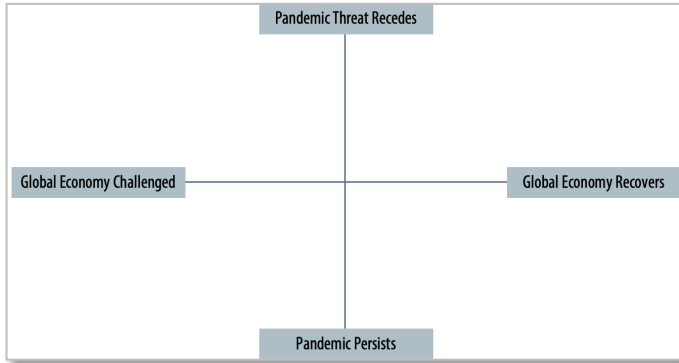 Pandemic Threat Recedes
Global Economy Challenged
Global Economy Recovers
Pandemic Persists